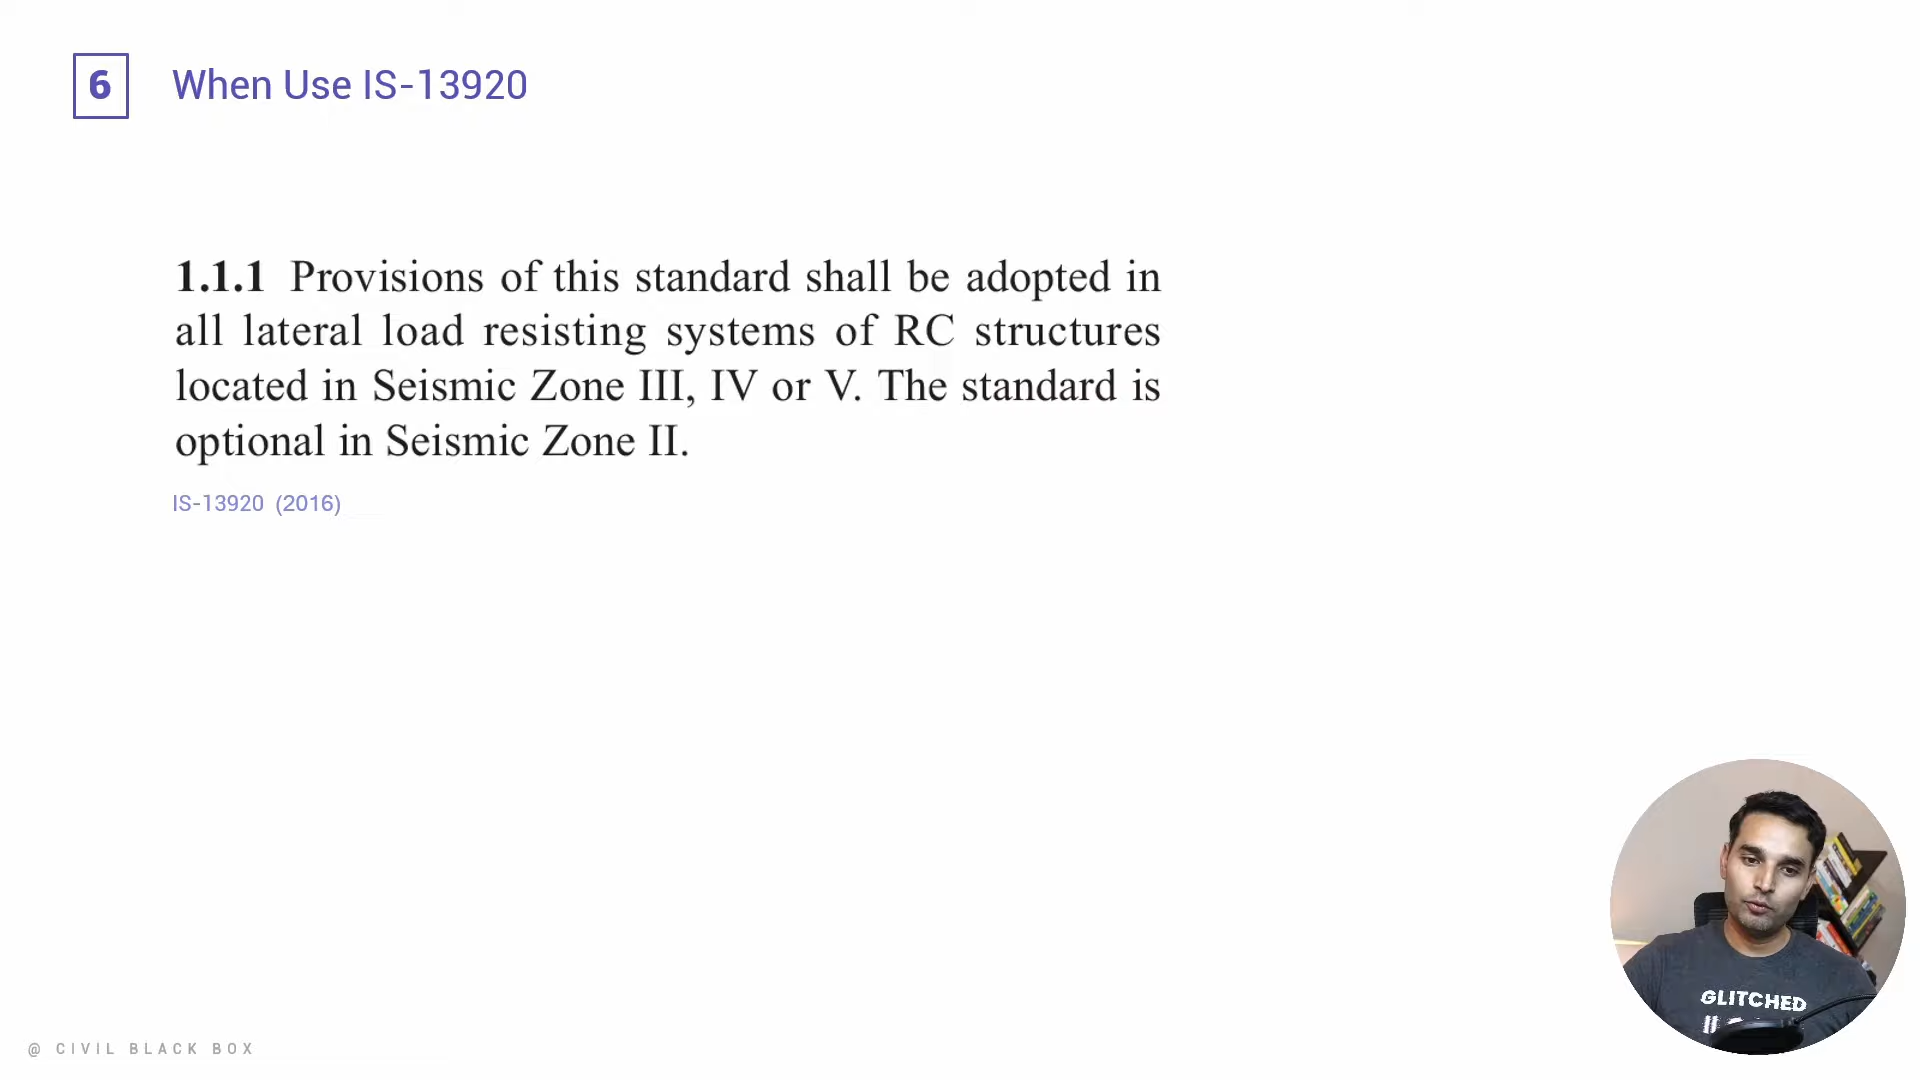 6
When Use IS-13920
1.1.1 Provisions of this standard shall be adopted in
all lateral load resisting systems of RC structures
located in Seismic Zone III, IV or V. The standard is
optional in Seismic Zone II.
IS-13920 (2016)
GLITCHED
@ CIVIL BLACK BOX